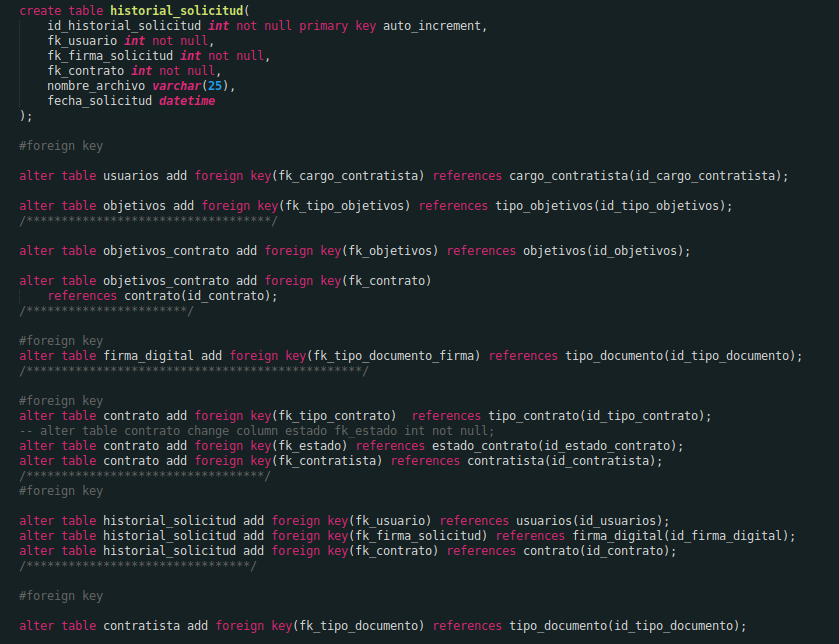 create table historial_solicitud(
    id_historial_solicitud int not null primary key auto_increment,
    fk_usuario int not null,
    fk_firma_solicitud int not null,
    fk_contrato int not null,
    nombre_archivo varchar(25),
    fecha_solicitud datetime
);
#foreign key
alter table usuarios add foreign key(fk_cargo_contratista) references cargo_contratista(id_cargo_contratista);
alter table objetivos add foreign key(fk_tipo_objetivos) references tipo_objetivos(id_tipo_objetivos);
/***********************************/
alter table objetivos_contrato add foreign key(fk_objetivos) references objetivos(id_objetivos);
alter table objetivos_contrato add foreign key(fk_contrato)
    references contrato(id_contrato);
/***********************/
#foreign key
alter table firma_digital add foreign key(fk_tipo_documento_firma) references tipo_documento(id_tipo_documento);
/************************************************/
#foreign key
alter table contrato add foreign key(fk_tipo_contrato)  references tipo_contrato(id_tipo_contrato);
-- alter table contrato change column estado fk_estado int not null;
alter table contrato add foreign key(fk_estado) references estado_contrato(id_estado_contrato);
alter table contrato add foreign key(fk_contratista) references contratista(id_contratista);
/**********************************/
#foreign key
alter table historial_solicitud add foreign key(fk_usuario) references usuarios(id_usuarios);
alter table historial_solicitud add foreign key(fk_firma_solicitud) references firma_digital(id_firma_digital);
alter table historial_solicitud add foreign key(fk_contrato) references contrato(id_contrato);
/********************************/
#foreign key
alter table contratista add foreign key(fk_tipo_documento) references tipo_documento(id_tipo_documento);